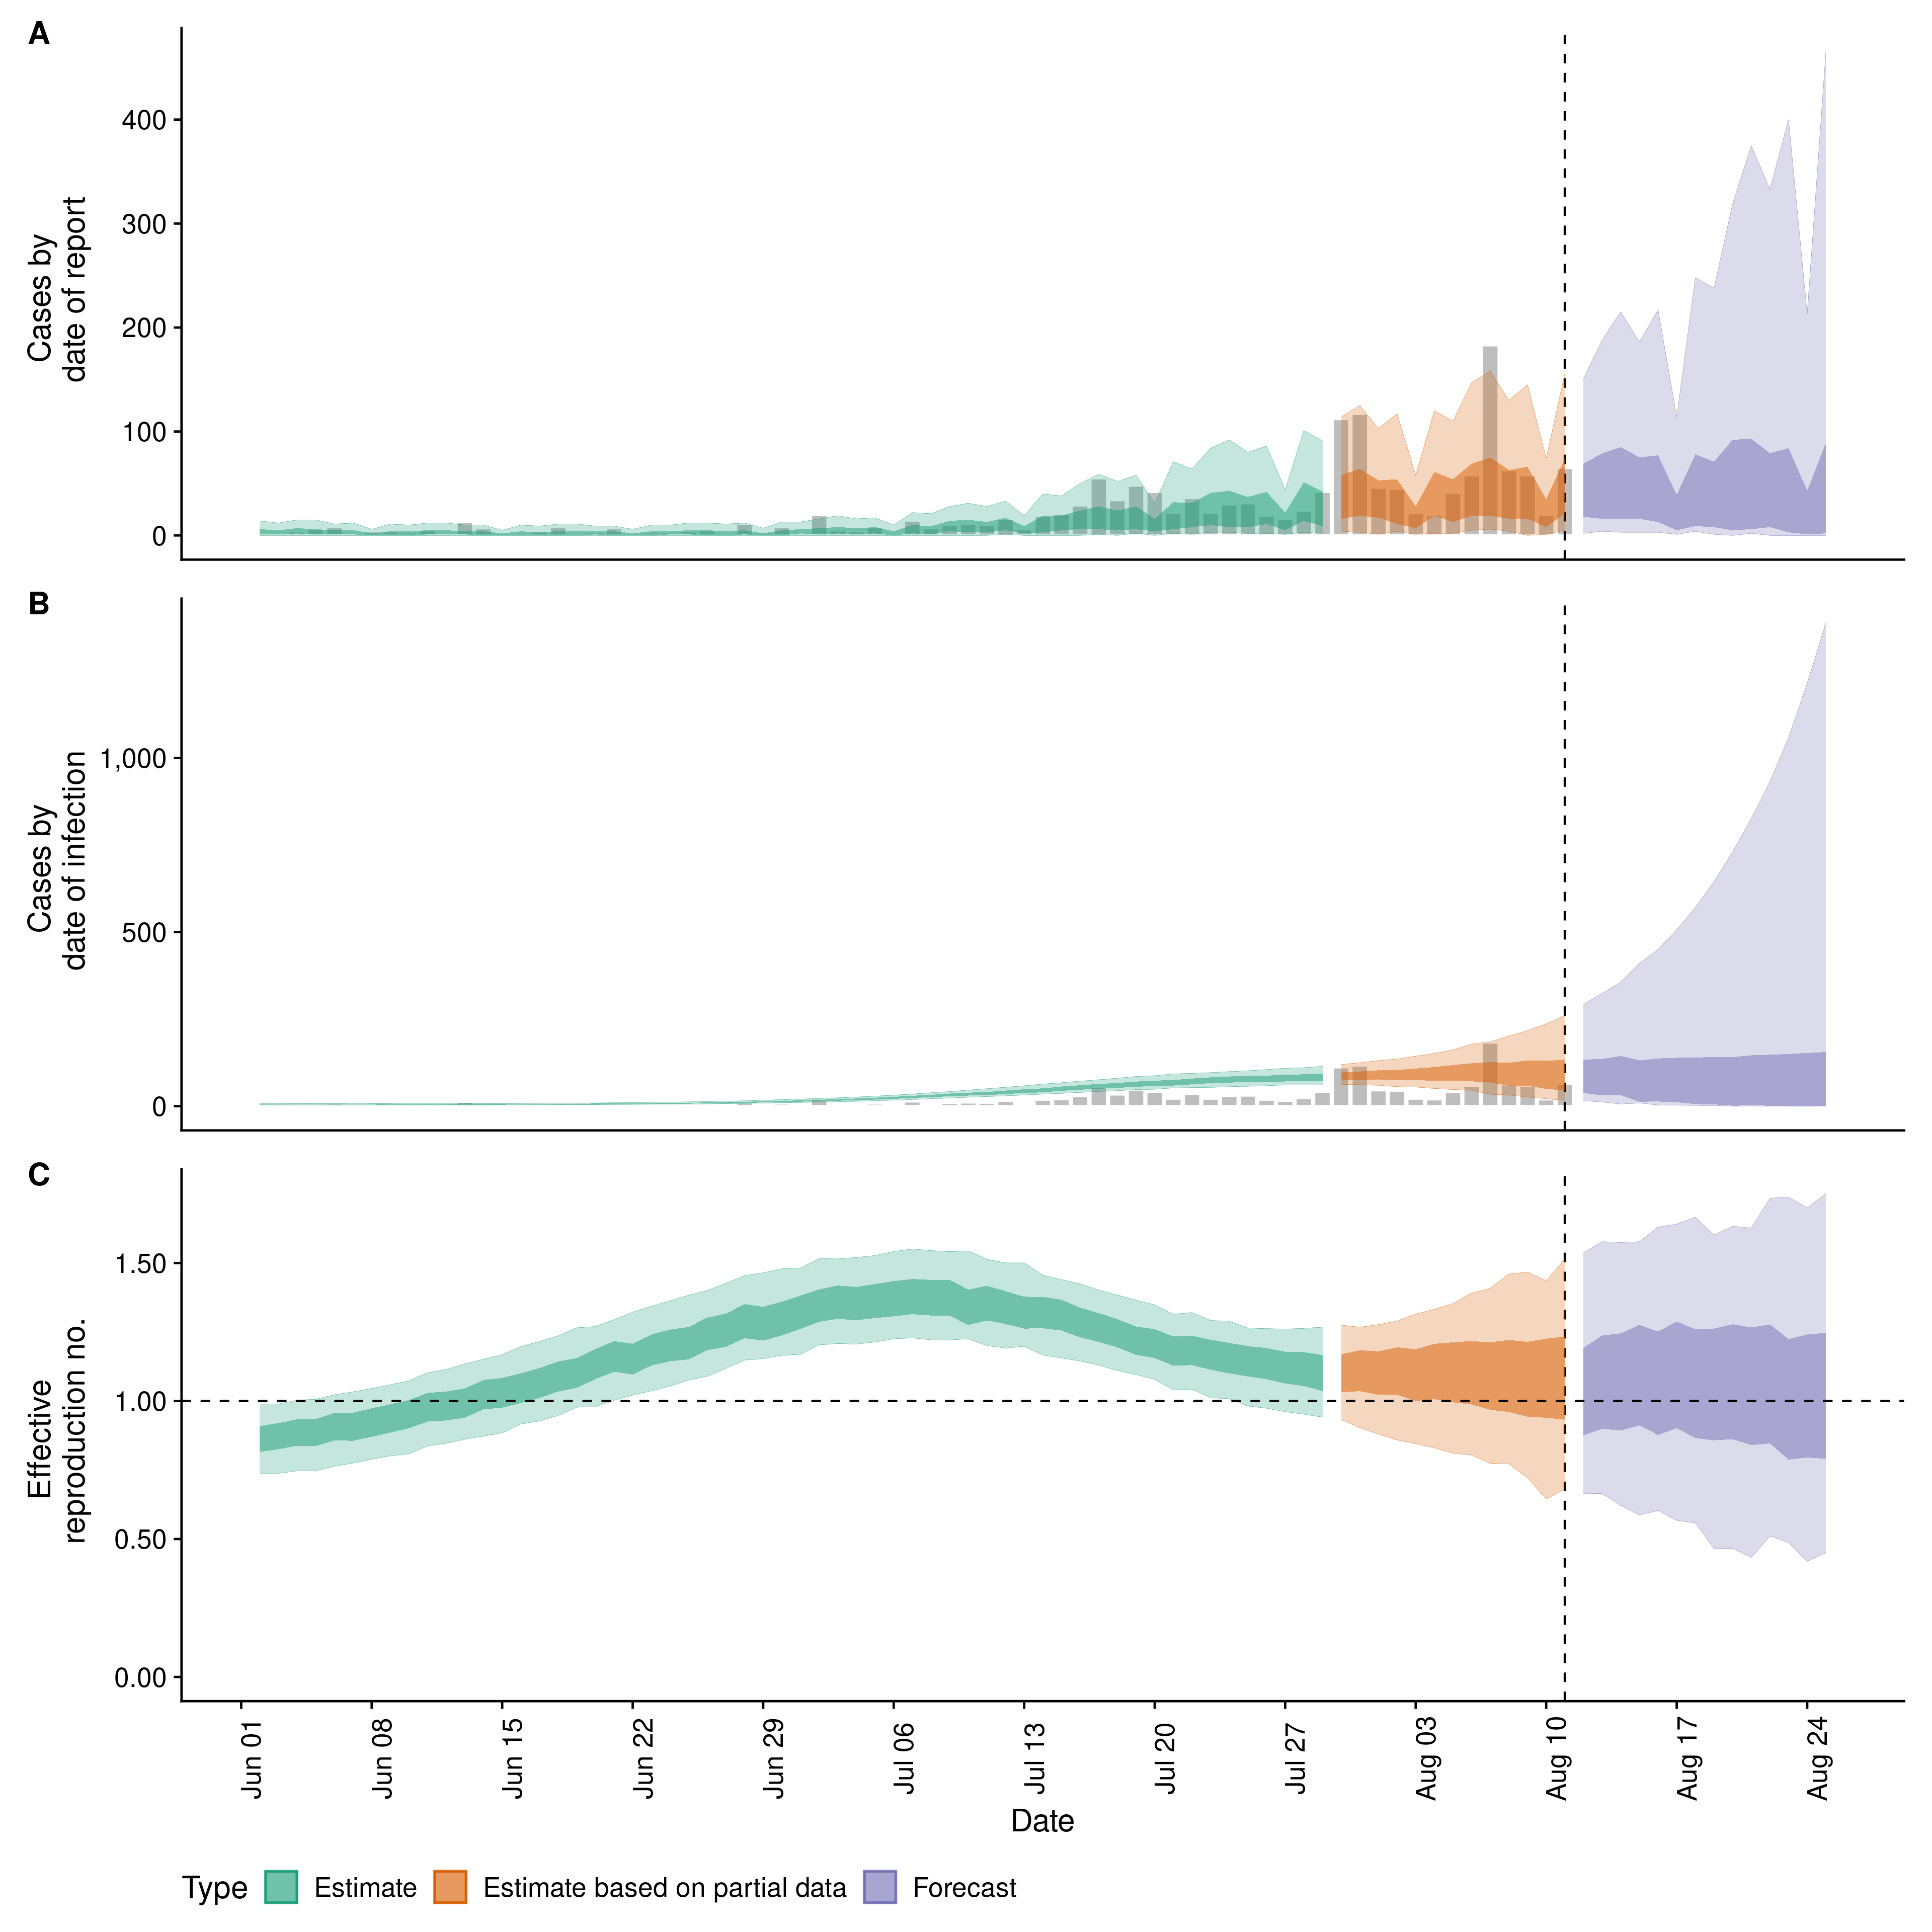 A
Cases by
date of report
400
300
200
100
0
B
Cases by
date of infection
1,000
500
0
C
Effective
reproduction no.
1.50
1.00
0.50
0.00
Jun 01
Jun 08
Jun 15
Jun 22
Jun 29
Jul 06
Jul 13
Jul 20
Jul 27
Aug 03
Aug 10
Aug 17
Aug 24
Date
Type Estimate Estimate based on partial data Forecast